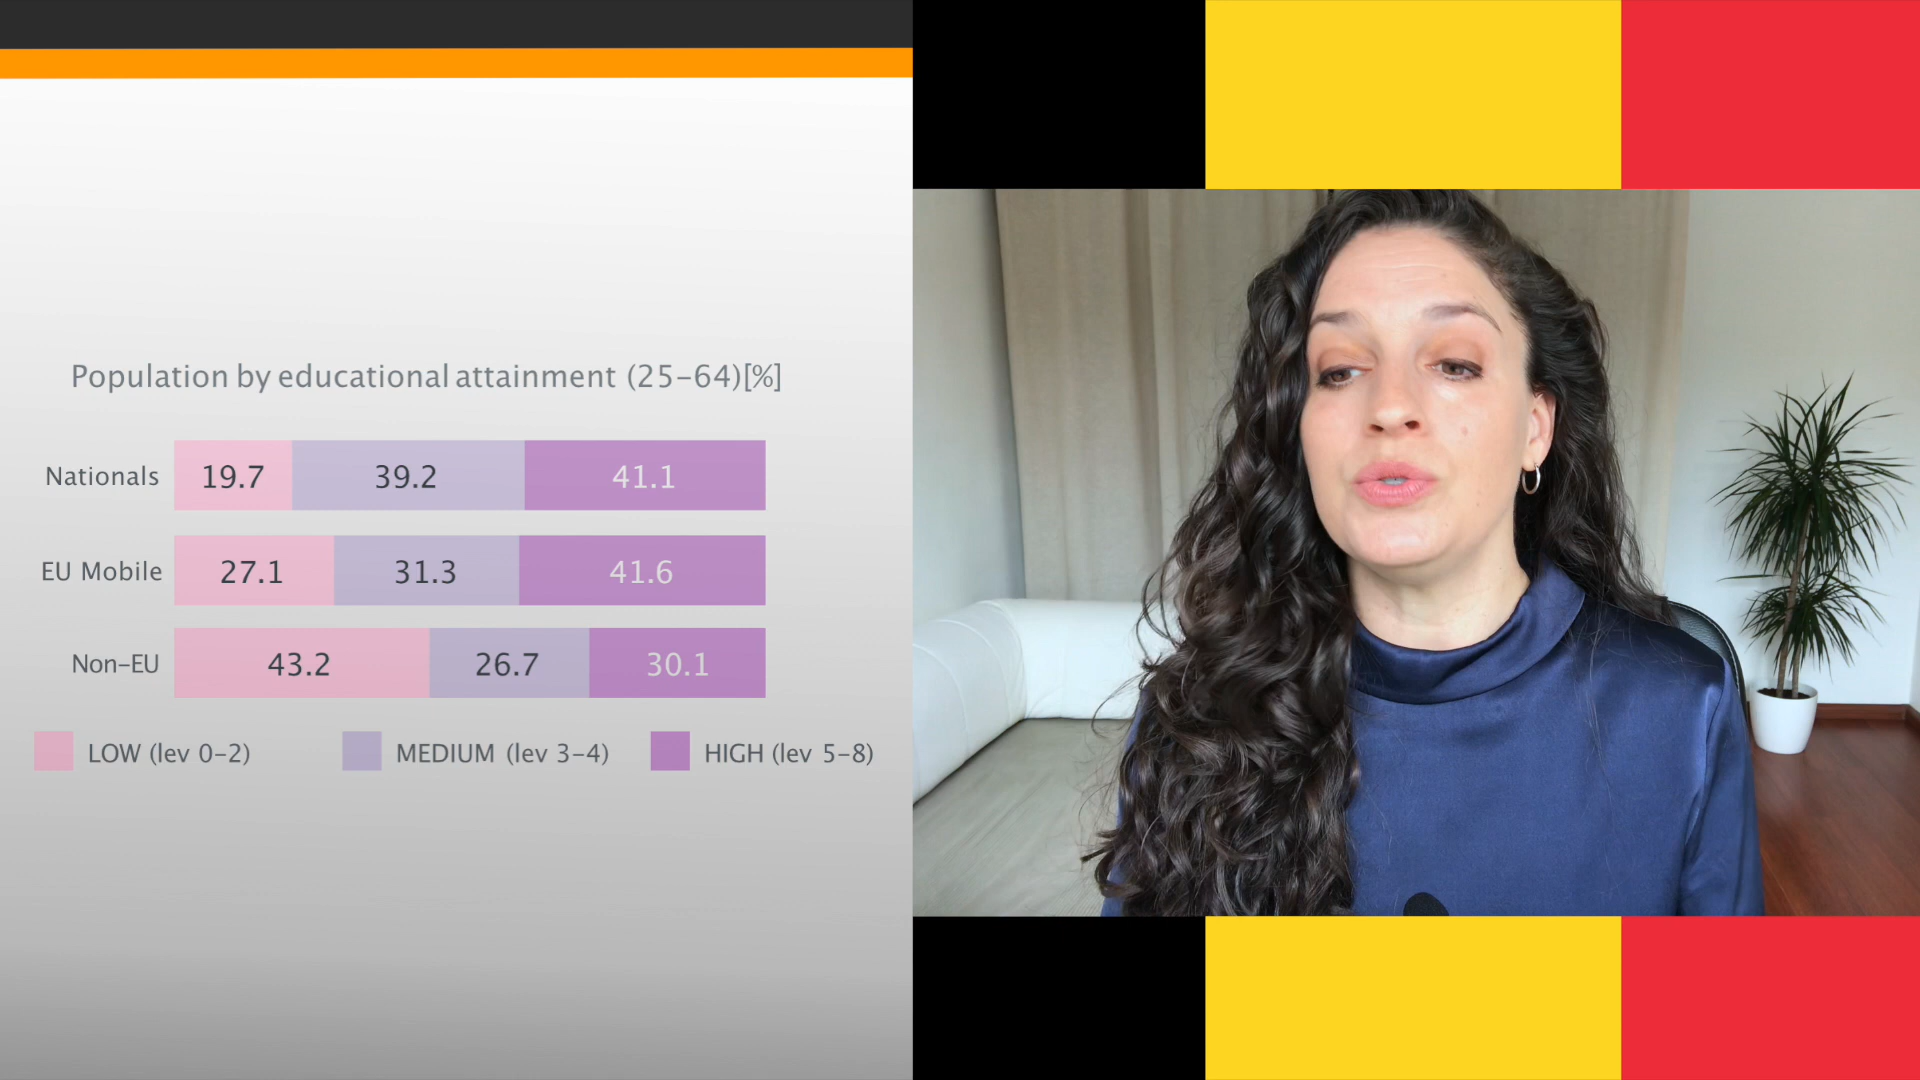 Population by educational attainment (25-64)[%]
Nationals 19.7 39.2 41.1
EU Mobile 27.1 31.3 41.6
Non-EU 43.2 26.7 30.1
LOW (lev 0-2) MEDIUM (lev 3-4) HIGH (lev 5-8)